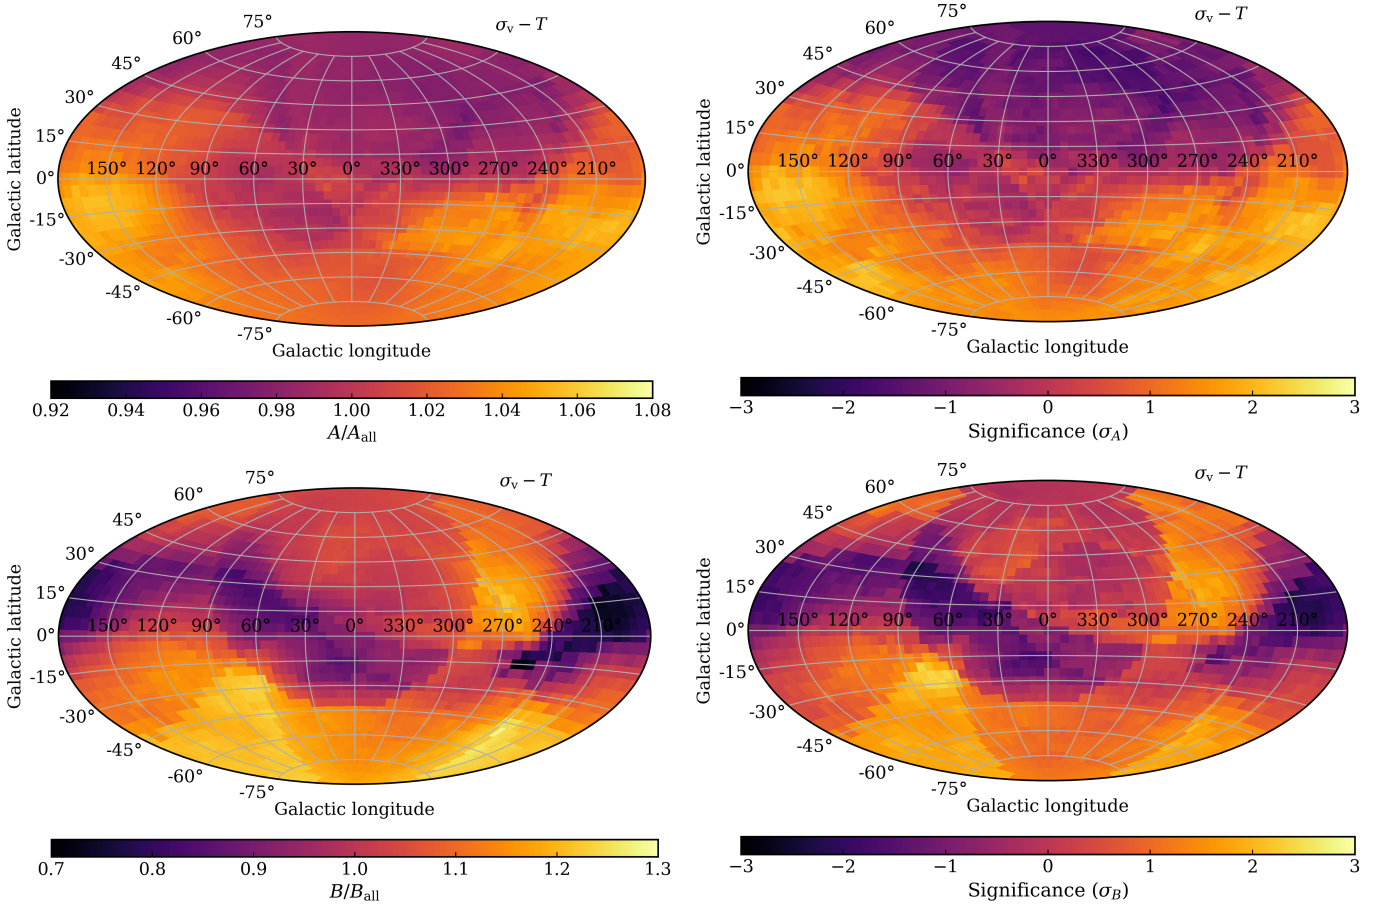 75° σv − T
60°
45°
30°
15°
150° 120° 90° 60° 30° 0° 330° 300° 270° 240° 210°
0°
-15°
-30°
-45°
-60°
-75°
Galactic latitude
Galactic longitude
0.92 0.94 0.96 0.98 1.00 1.02 1.04 1.06 1.08
A/Aall
75° σv − T
60°
45°
30°
15°
150° 120° 90° 60° 30° 0° 330° 300° 270° 240° 210°
0°
-15°
-30°
-45°
-60°
-75°
Galactic latitude
Galactic longitude
−3 −2 −1 0 1 2 3
Significance (σA)
75° σv − T
60°
45°
30°
15°
150° 120° 90° 60° 30° 0° 330° 300° 270° 240° 210°
0°
-15°
-30°
-45°
-60°
-75°
Galactic latitude
Galactic longitude
0.7 0.8 0.9 1.0 1.1 1.2 1.3
B/Ball
75° σv − T
60°
45°
30°
15°
150° 120° 90° 60° 30° 0° 330° 300° 270° 240° 210°
0°
-15°
-30°
-45°
-60°
-75°
Galactic latitude
Galactic longitude
−3 −2 −1 0 1 2 3
Significance (σB)